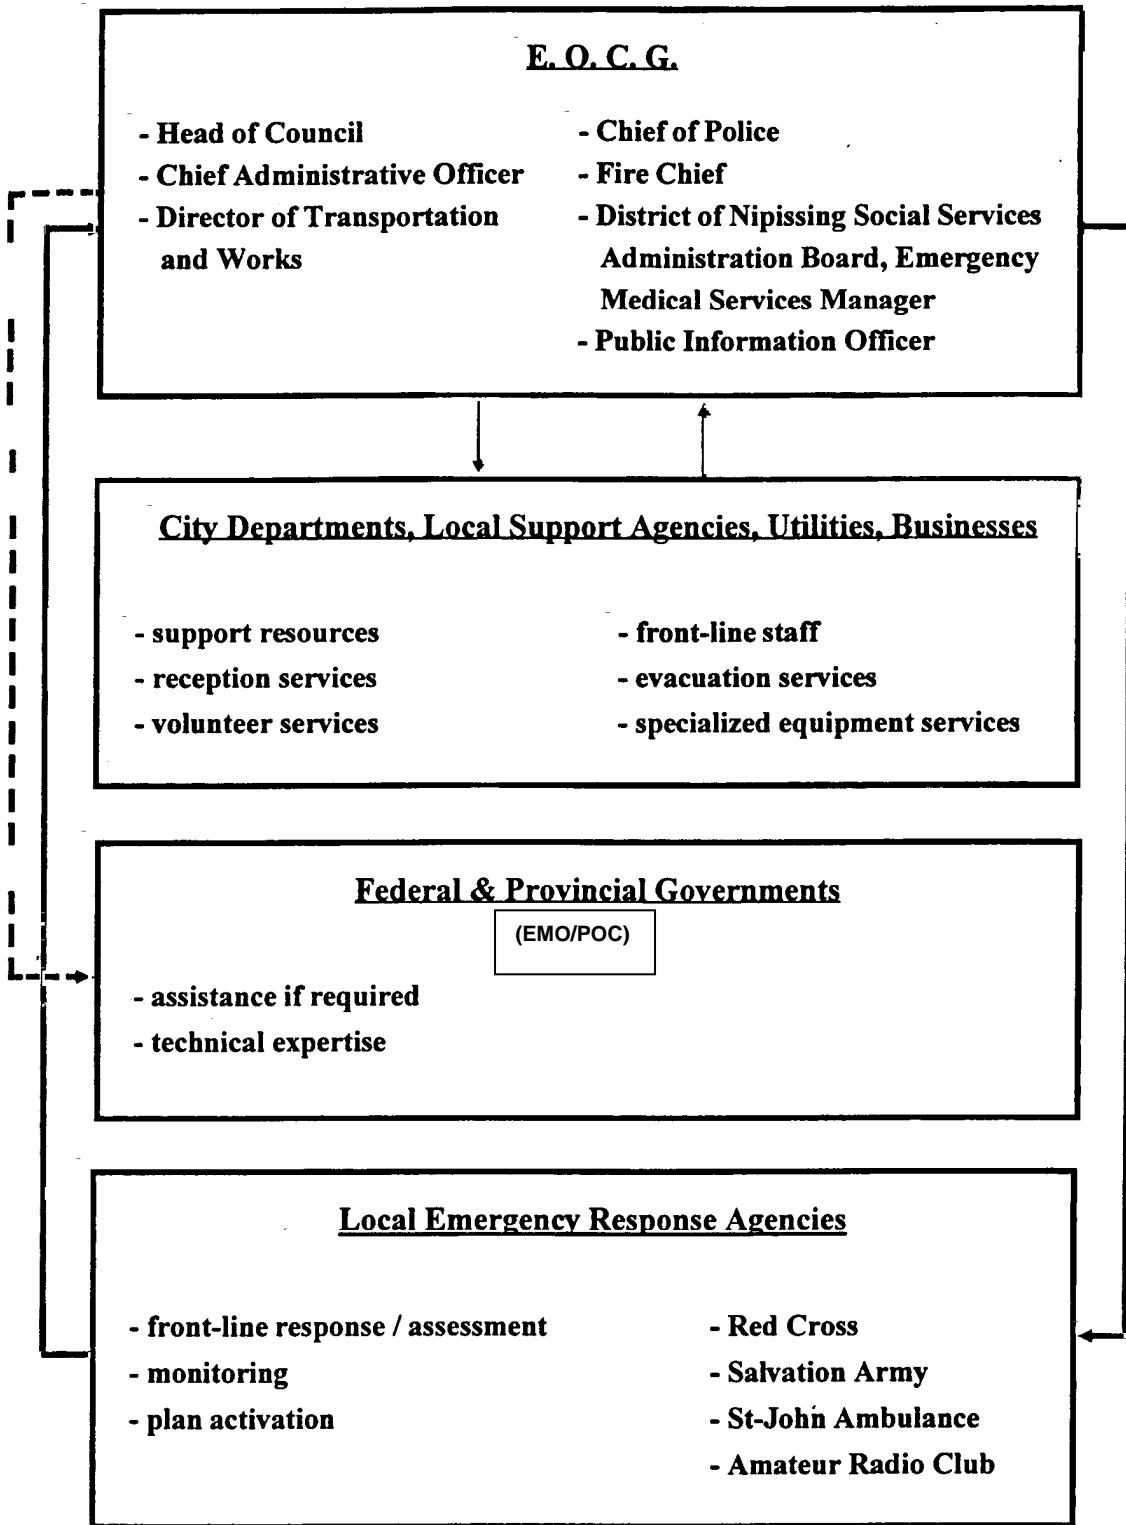 E. O. C. G.
- Head of Council
- Chief Administrative Officer
- Director of Transportation
and Works
- Chief of Police
- Fire Chief
- District of Nipissing Social Services
Administration Board, Emergency
Medical Services Manager
- Public Information Officer
City Departments, Local Support Agencies, Utilities, Businesses
- support resources
- reception services
- volunteer services
- front-line staff
- evacuation services
- specialized equipment services
Federal & Provincial Governments
(EMO/POC)
- assistance if required
- technical expertise
Local Emergency Response Agencies
- front-line response / assessment
- monitoring
- plan activation
- Red Cross
- Salvation Army
- St-John Ambulance
- Amateur Radio Club